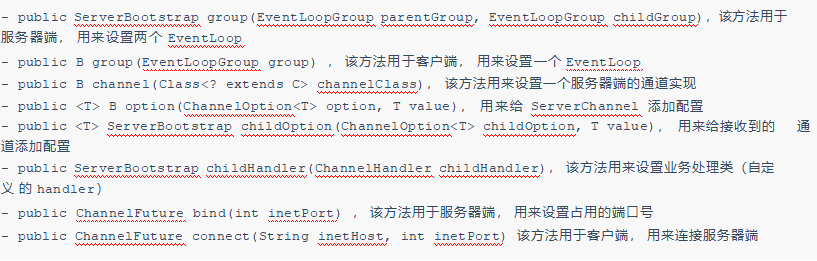 - public ServerBootstrap group(EventLoopGroup parentGroup, EventLoopGroup childGroup), 该方法用于
服务器端， 用来设置两个 EventLoop
- public B group(EventLoopGroup group) , 该方法用于客户端， 用来设置一个 EventLoop
- public B channel(Class<? extends C> channelClass), 该方法用来设置一个服务器端的通道实现
- public <T> B option(ChannelOption<T> option, T value), 用来给 ServerChannel 添加配置
- public <T> ServerBootstrap childOption(ChannelOption<T> childOption, T value), 用来给接收到的 通
道添加配置
- public ServerBootstrap childHandler(ChannelHandler childHandler), 该方法用来设置业务处理类（自定
义 的 handler）
- public ChannelFuture bind(int inetPort) , 该方法用于服务器端， 用来设置占用的端口号
- public ChannelFuture connect(String inetHost, int inetPort) 该方法用于客户端， 用来连接服务器端